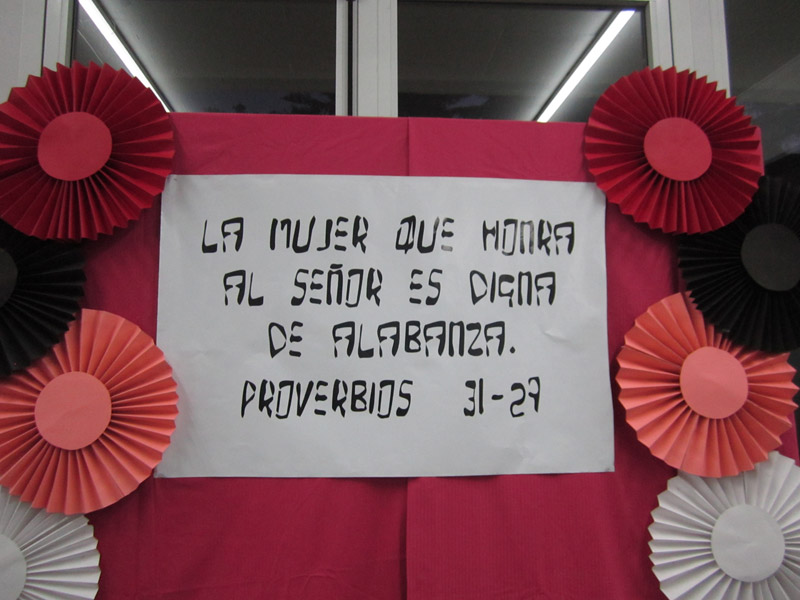 LA MUJER QUE HONRA
AL SEÑOR ES DIGNA
DE ALABANZA.
PROVERBIOS 31-29